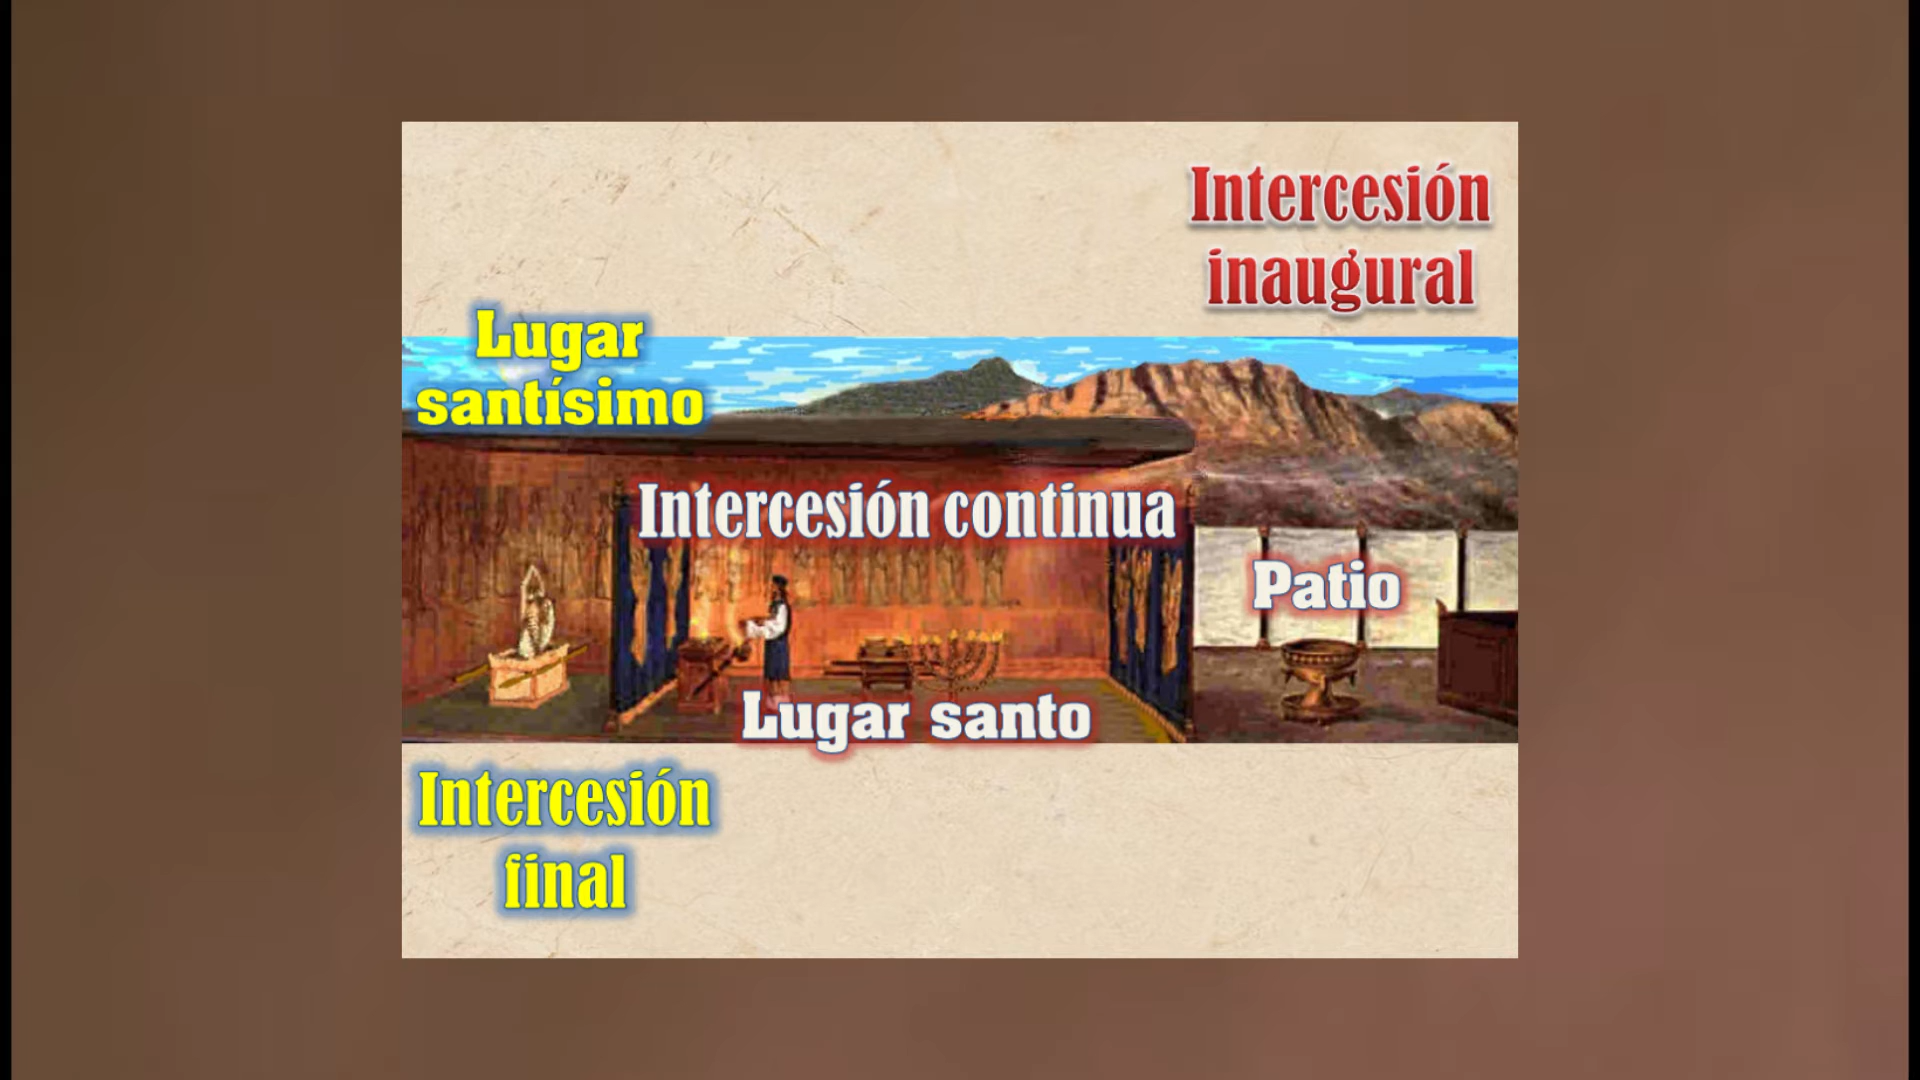 Intercesión
inaugural
Lugar
santísimo
Intercesión continua
Patio
Lugar santo
Intercesión
final